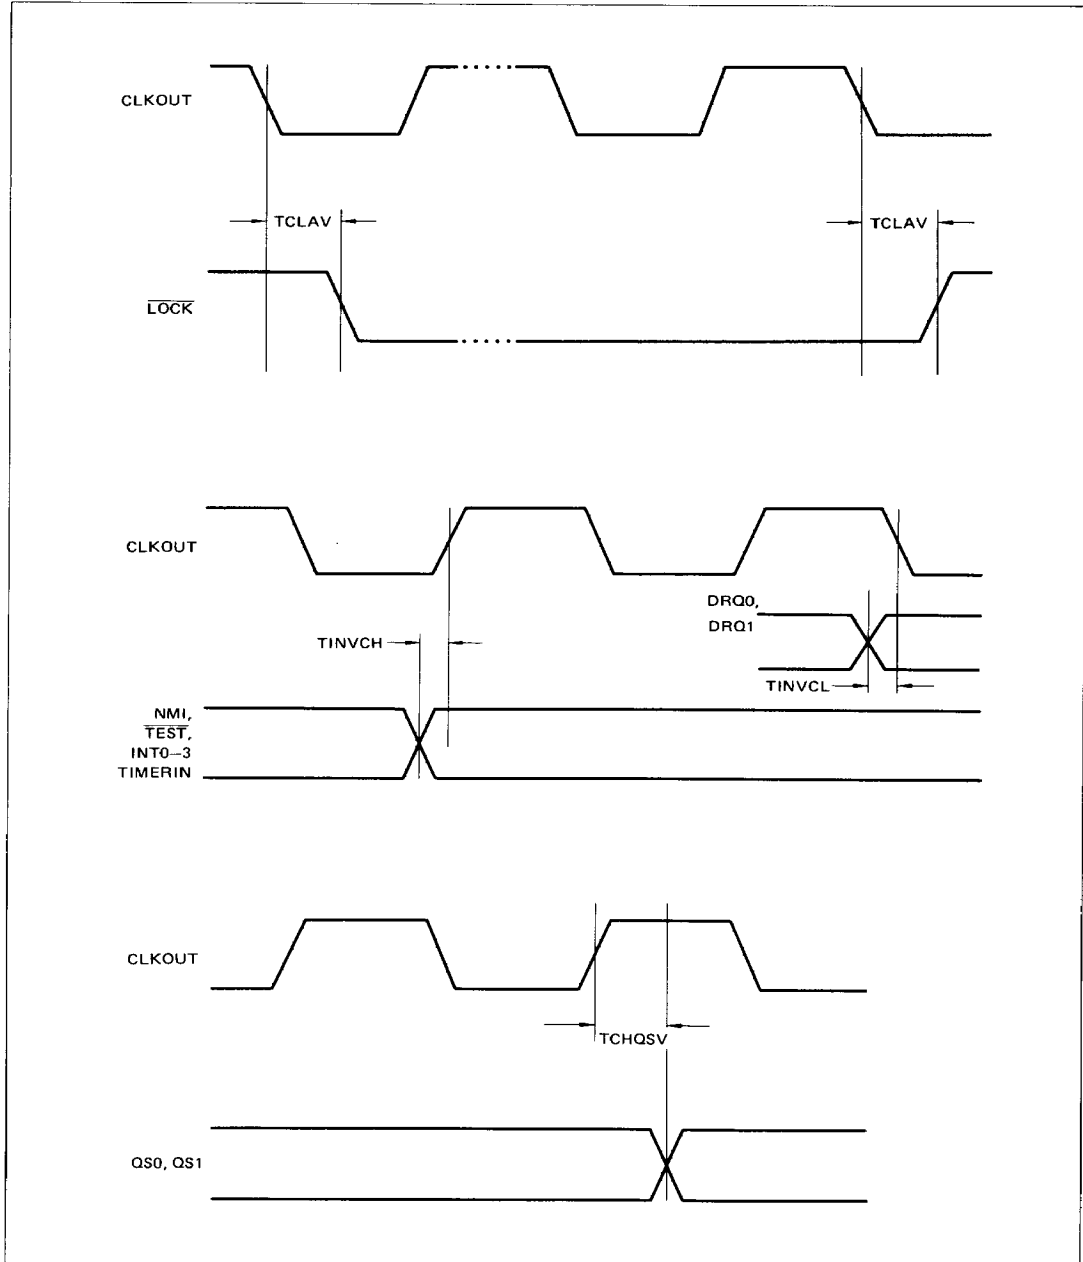 CLKOUT
TCLAV
TCLAV
LOCK
CLKOUT
DRQ0,
DRQ1
TINVCH
TINVCL
NMI,
TEST,
INT0–3
TIMERIN
CLKOUT
TCHQSV
QS0, QS1